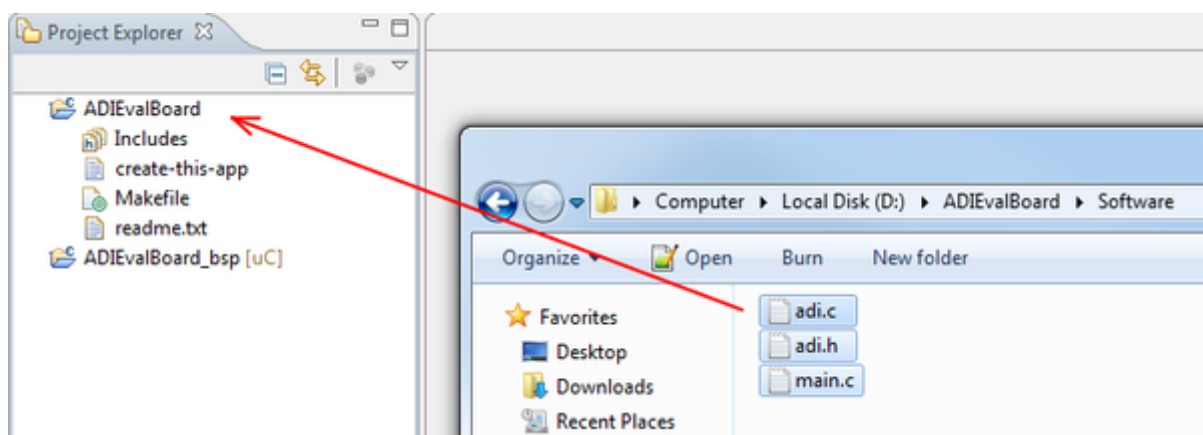 Project Explorer
ADIEvalBoard
Includes
create-this-app
Makefile
readme.txt
ADIEvalBoard_bsp [uC]
Computer Local Disk (D:) ADIEvalBoard Software
Organize Open Burn New folder
Favorites
Desktop
Downloads
Recent Places
adi.c
adi.h
main.c